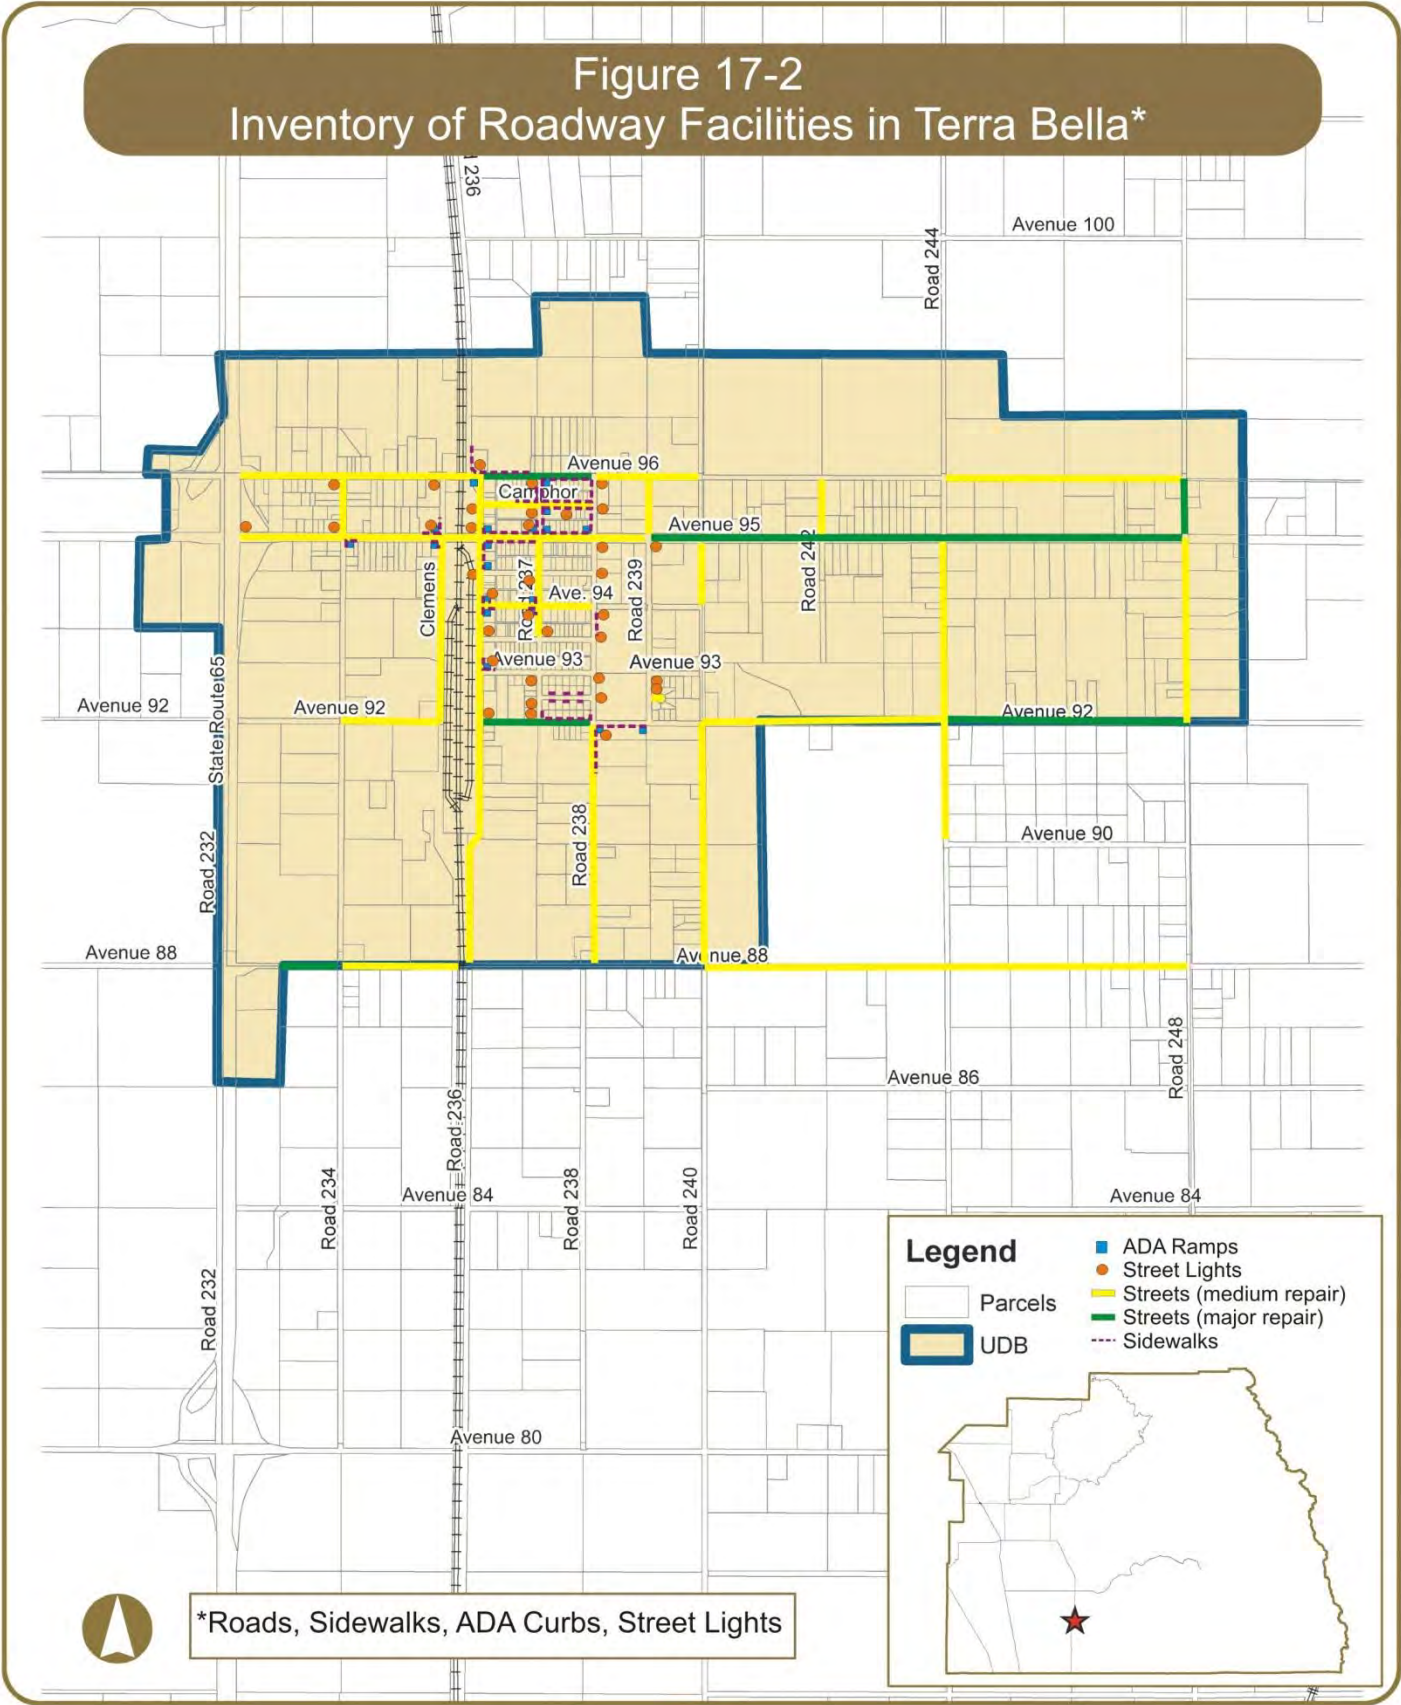 Figure 17-2
Inventory of Roadway Facilities in Terra Bella*
236
Avenue 100
Road 244
Avenue 96
Camphor
Avenue 95
Road 242
Clemens
Ave. 94
Road 239
Avenue 93
Avenue 93
Avenue 92
Avenue 92
Avenue 92
State Route 65
Road 232
Road 238
Avenue 90
Avenue 88
Avenue 88
Road 248
Avenue 86
Road 236
Road 234
Avenue 84
Road 238
Road 240
Avenue 84
Road 232
Avenue 80
Legend
Parcels
UDB
ADA Ramps
Street Lights
Streets (medium repair)
Streets (major repair)
Sidewalks
*Roads, Sidewalks, ADA Curbs, Street Lights